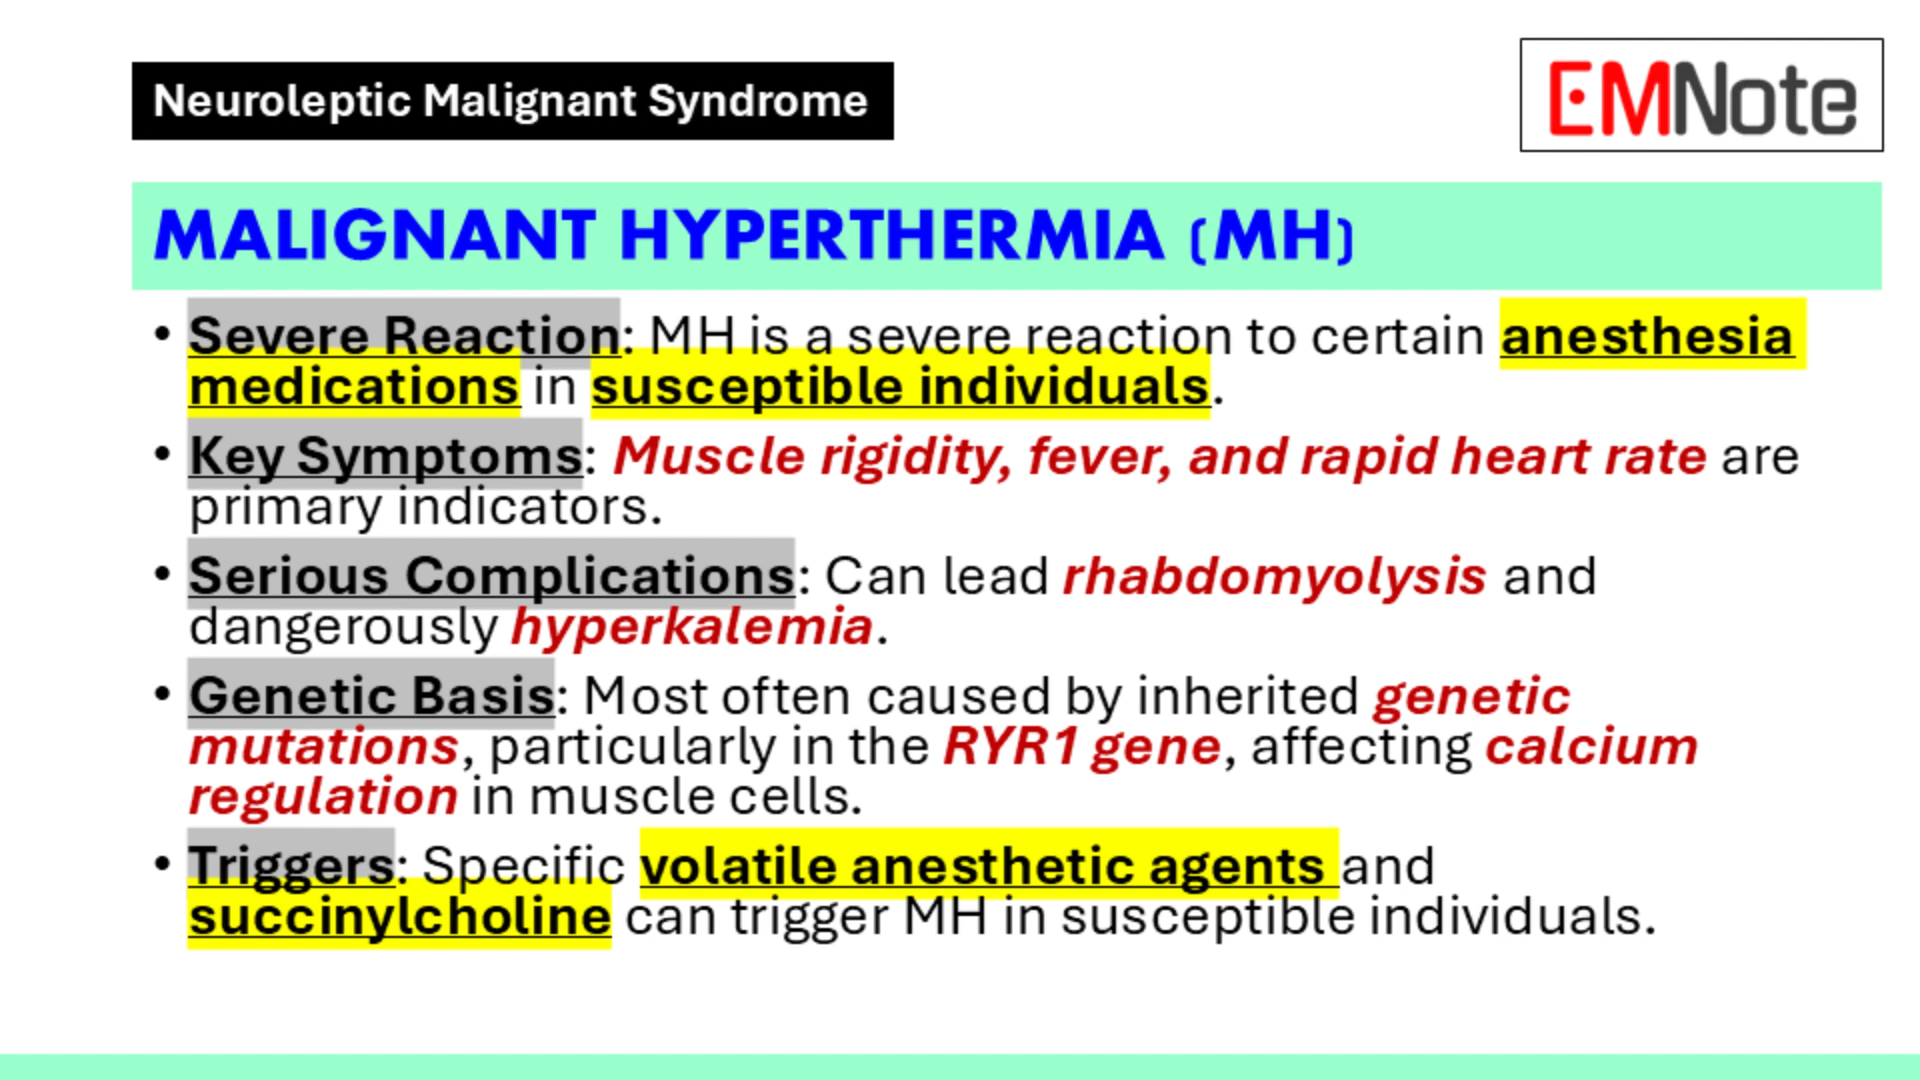 Neuroleptic Malignant Syndrome
EMNote
MALIGNANT HYPERTHERMIA (MH)
• Severe Reaction: MH is a severe reaction to certain anesthesia
medications in susceptible individuals.
• Key Symptoms: Muscle rigidity, fever, and rapid heart rate are
primary indicators.
• Serious Complications: Can lead rhabdomyolysis and
dangerously hyperkalemia.
• Genetic Basis: Most often caused by inherited genetic
mutations, particularly in the RYR1 gene, affecting calcium
regulation in muscle cells.
• Triggers: Specific volatile anesthetic agents and
succinylcholine can trigger MH in susceptible individuals.